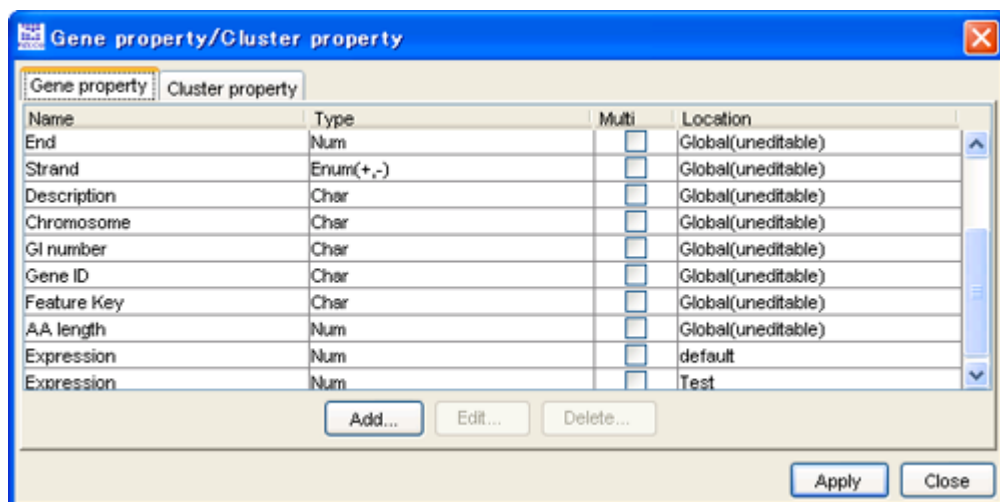 Gene property/Cluster property
Gene property Cluster property
Name Type Multi Location
End Num Global(uneditable)
Strand Enum(+,-) Global(uneditable)
Description Char Global(uneditable)
Chromosome Char Global(uneditable)
GI number Char Global(uneditable)
Gene ID Char Global(uneditable)
Feature Key Char Global(uneditable)
AA length Num Global(uneditable)
Expression Num default
Expression Num Test
Add... Edit... Delete...
Apply Close